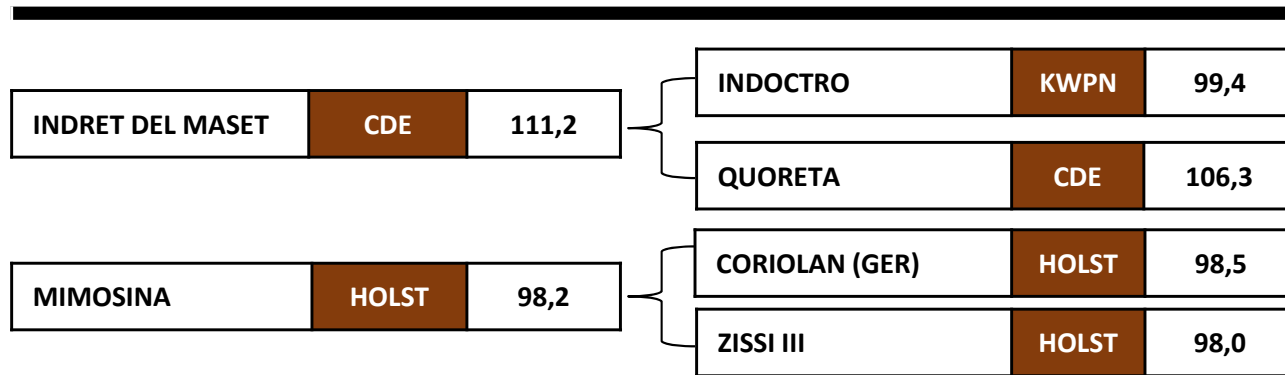 INDOCTRO KWPN 99,4
INDRET DEL MASET CDE 111,2
QUORETA CDE 106,3
CORIOLAN (GER) HOLST 98,5
MIMOSINA HOLST 98,2
ZISSI III HOLST 98,0